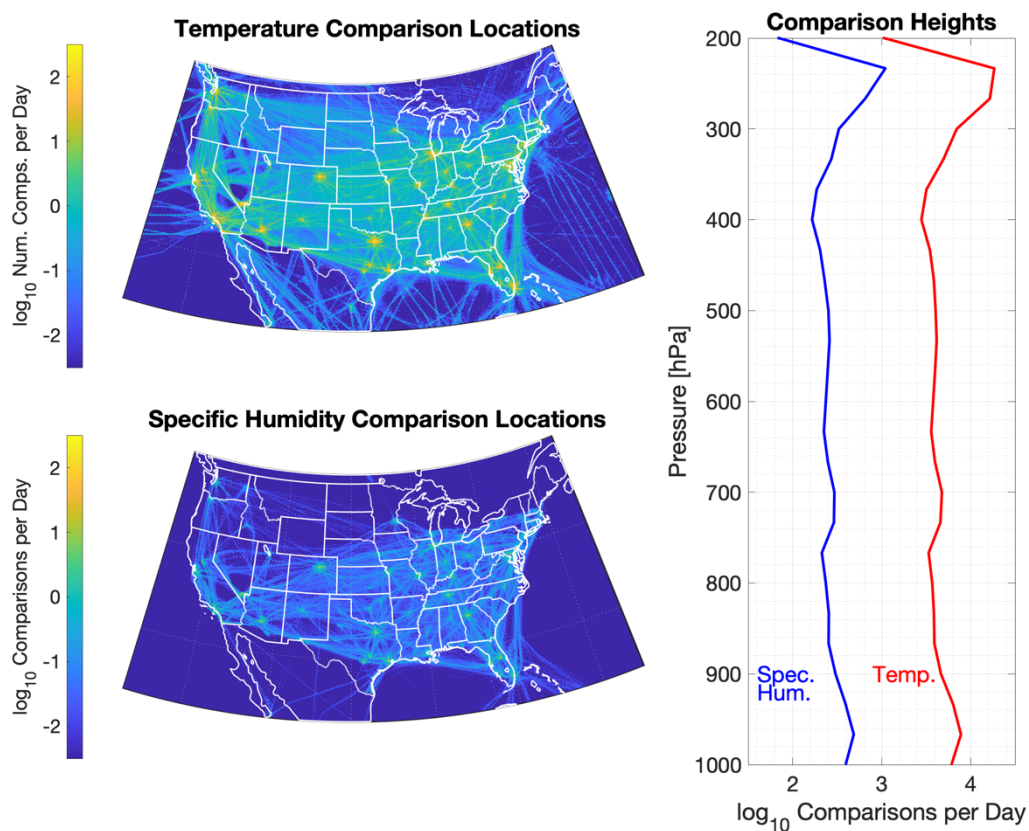 Temperature Comparison Locations
log10 Num. Comps. per Day
2
1
0
-1
-2
Specific Humidity Comparison Locations
log10 Comparisons per Day
2
1
0
-1
-2
Comparison Heights
Pressure [hPa]
200
300
400
500
600
700
800
900
1000
Spec.
Hum.
Temp.
2 3 4
log10 Comparisons per Day